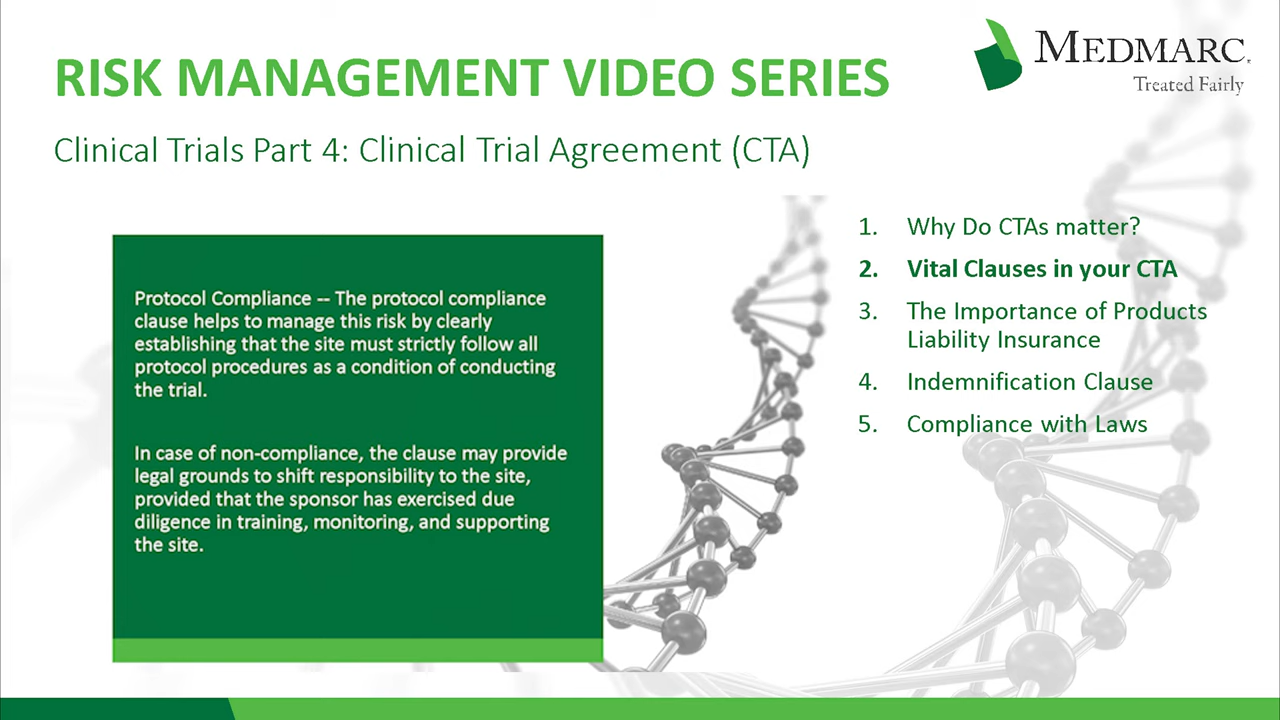 RISK MANAGEMENT VIDEO SERIES
MEDMARC
Treated Fairly
Clinical Trials Part 4: Clinical Trial Agreement (CTA)
Protocol Compliance -- The protocol compliance
clause helps to manage this risk by clearly
establishing that the site must strictly follow all
protocol procedures as a condition of conducting
the trial.
In case of non-compliance, the clause may provide
legal grounds to shift responsibility to the site,
provided that the sponsor has exercised due
diligence in training, monitoring, and supporting
the site.
1. Why Do CTAs matter?
2. Vital Clauses in your CTA
3. The Importance of Products
Liability Insurance
4. Indemnification Clause
5. Compliance with Laws